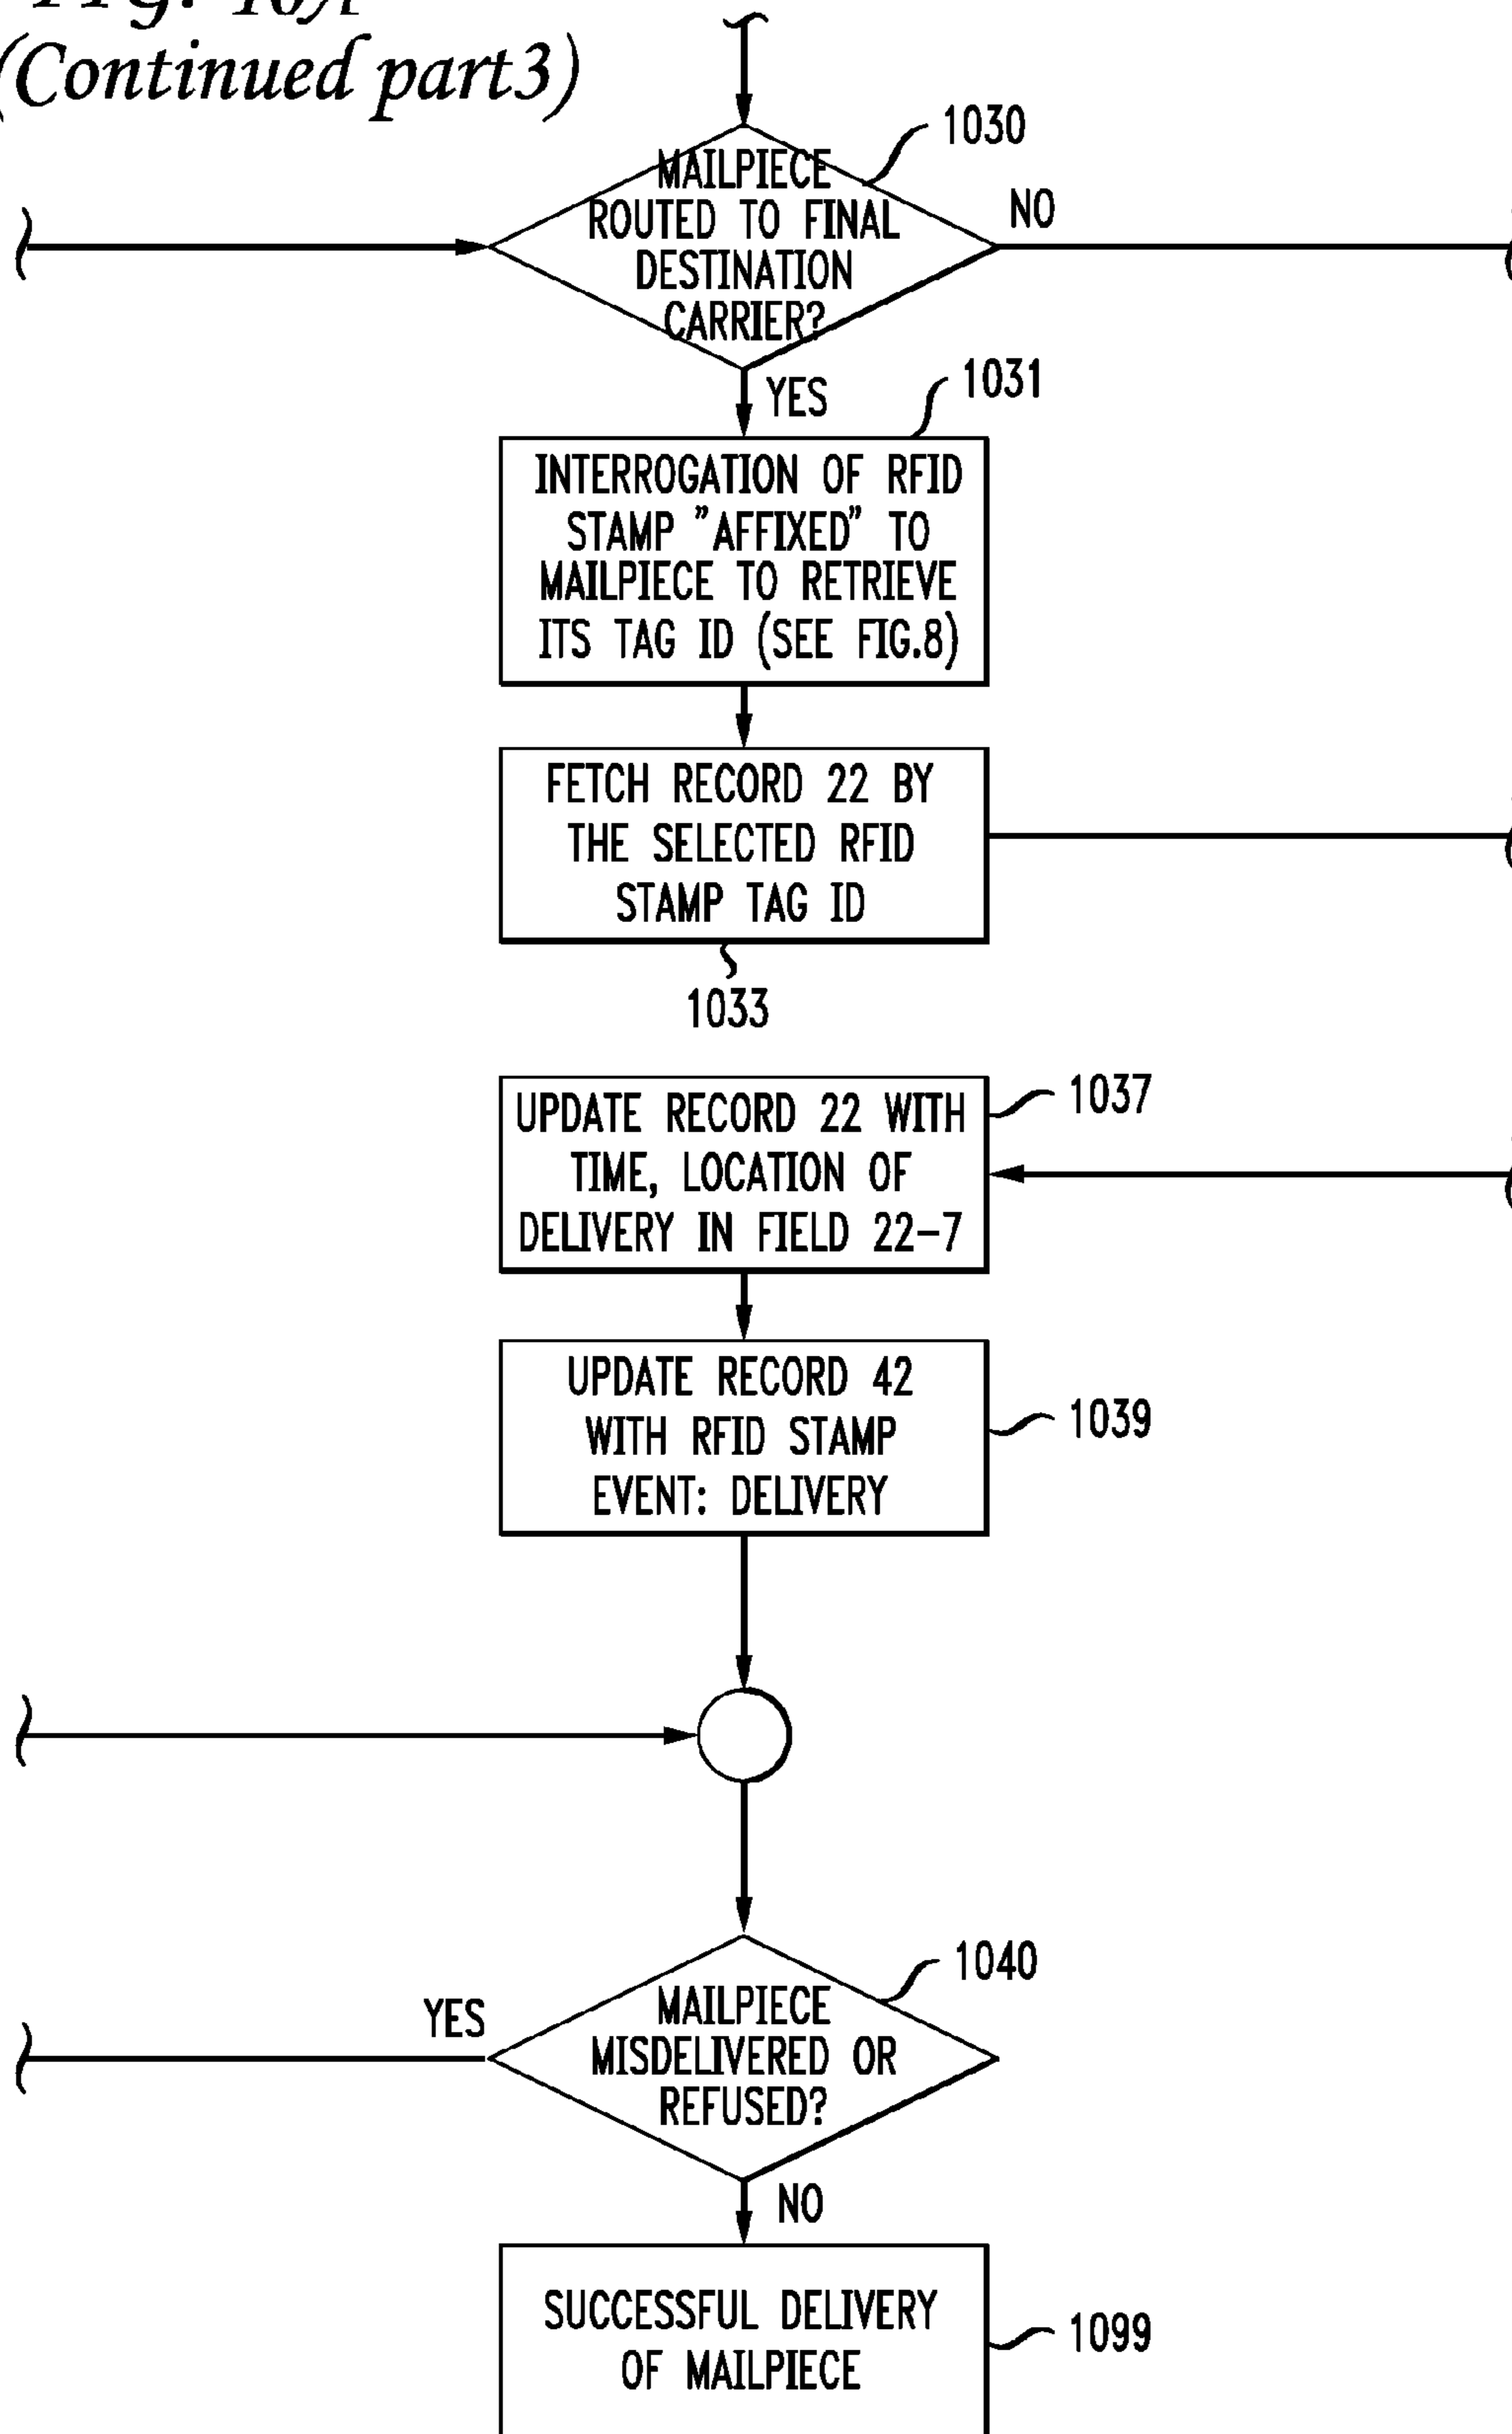 (Continued part3)
1030
MAILPIECE
ROUTED TO FINAL
DESTINATION
CARRIER?
NO
YES
1031
INTERROGATION OF RFID
STAMP "AFFIXED" TO
MAILPIECE TO RETRIEVE
ITS TAG ID (SEE FIG.8)
FETCH RECORD 22 BY
THE SELECTED RFID
STAMP TAG ID
1033
UPDATE RECORD 22 WITH
TIME, LOCATION OF
DELIVERY IN FIELD 22-7
1037
UPDATE RECORD 42
WITH RFID STAMP
EVENT: DELIVERY
1039
1040
YES
MAILPIECE
MISDELIVERED OR
REFUSED?
NO
SUCCESSFUL DELIVERY
OF MAILPIECE
1099